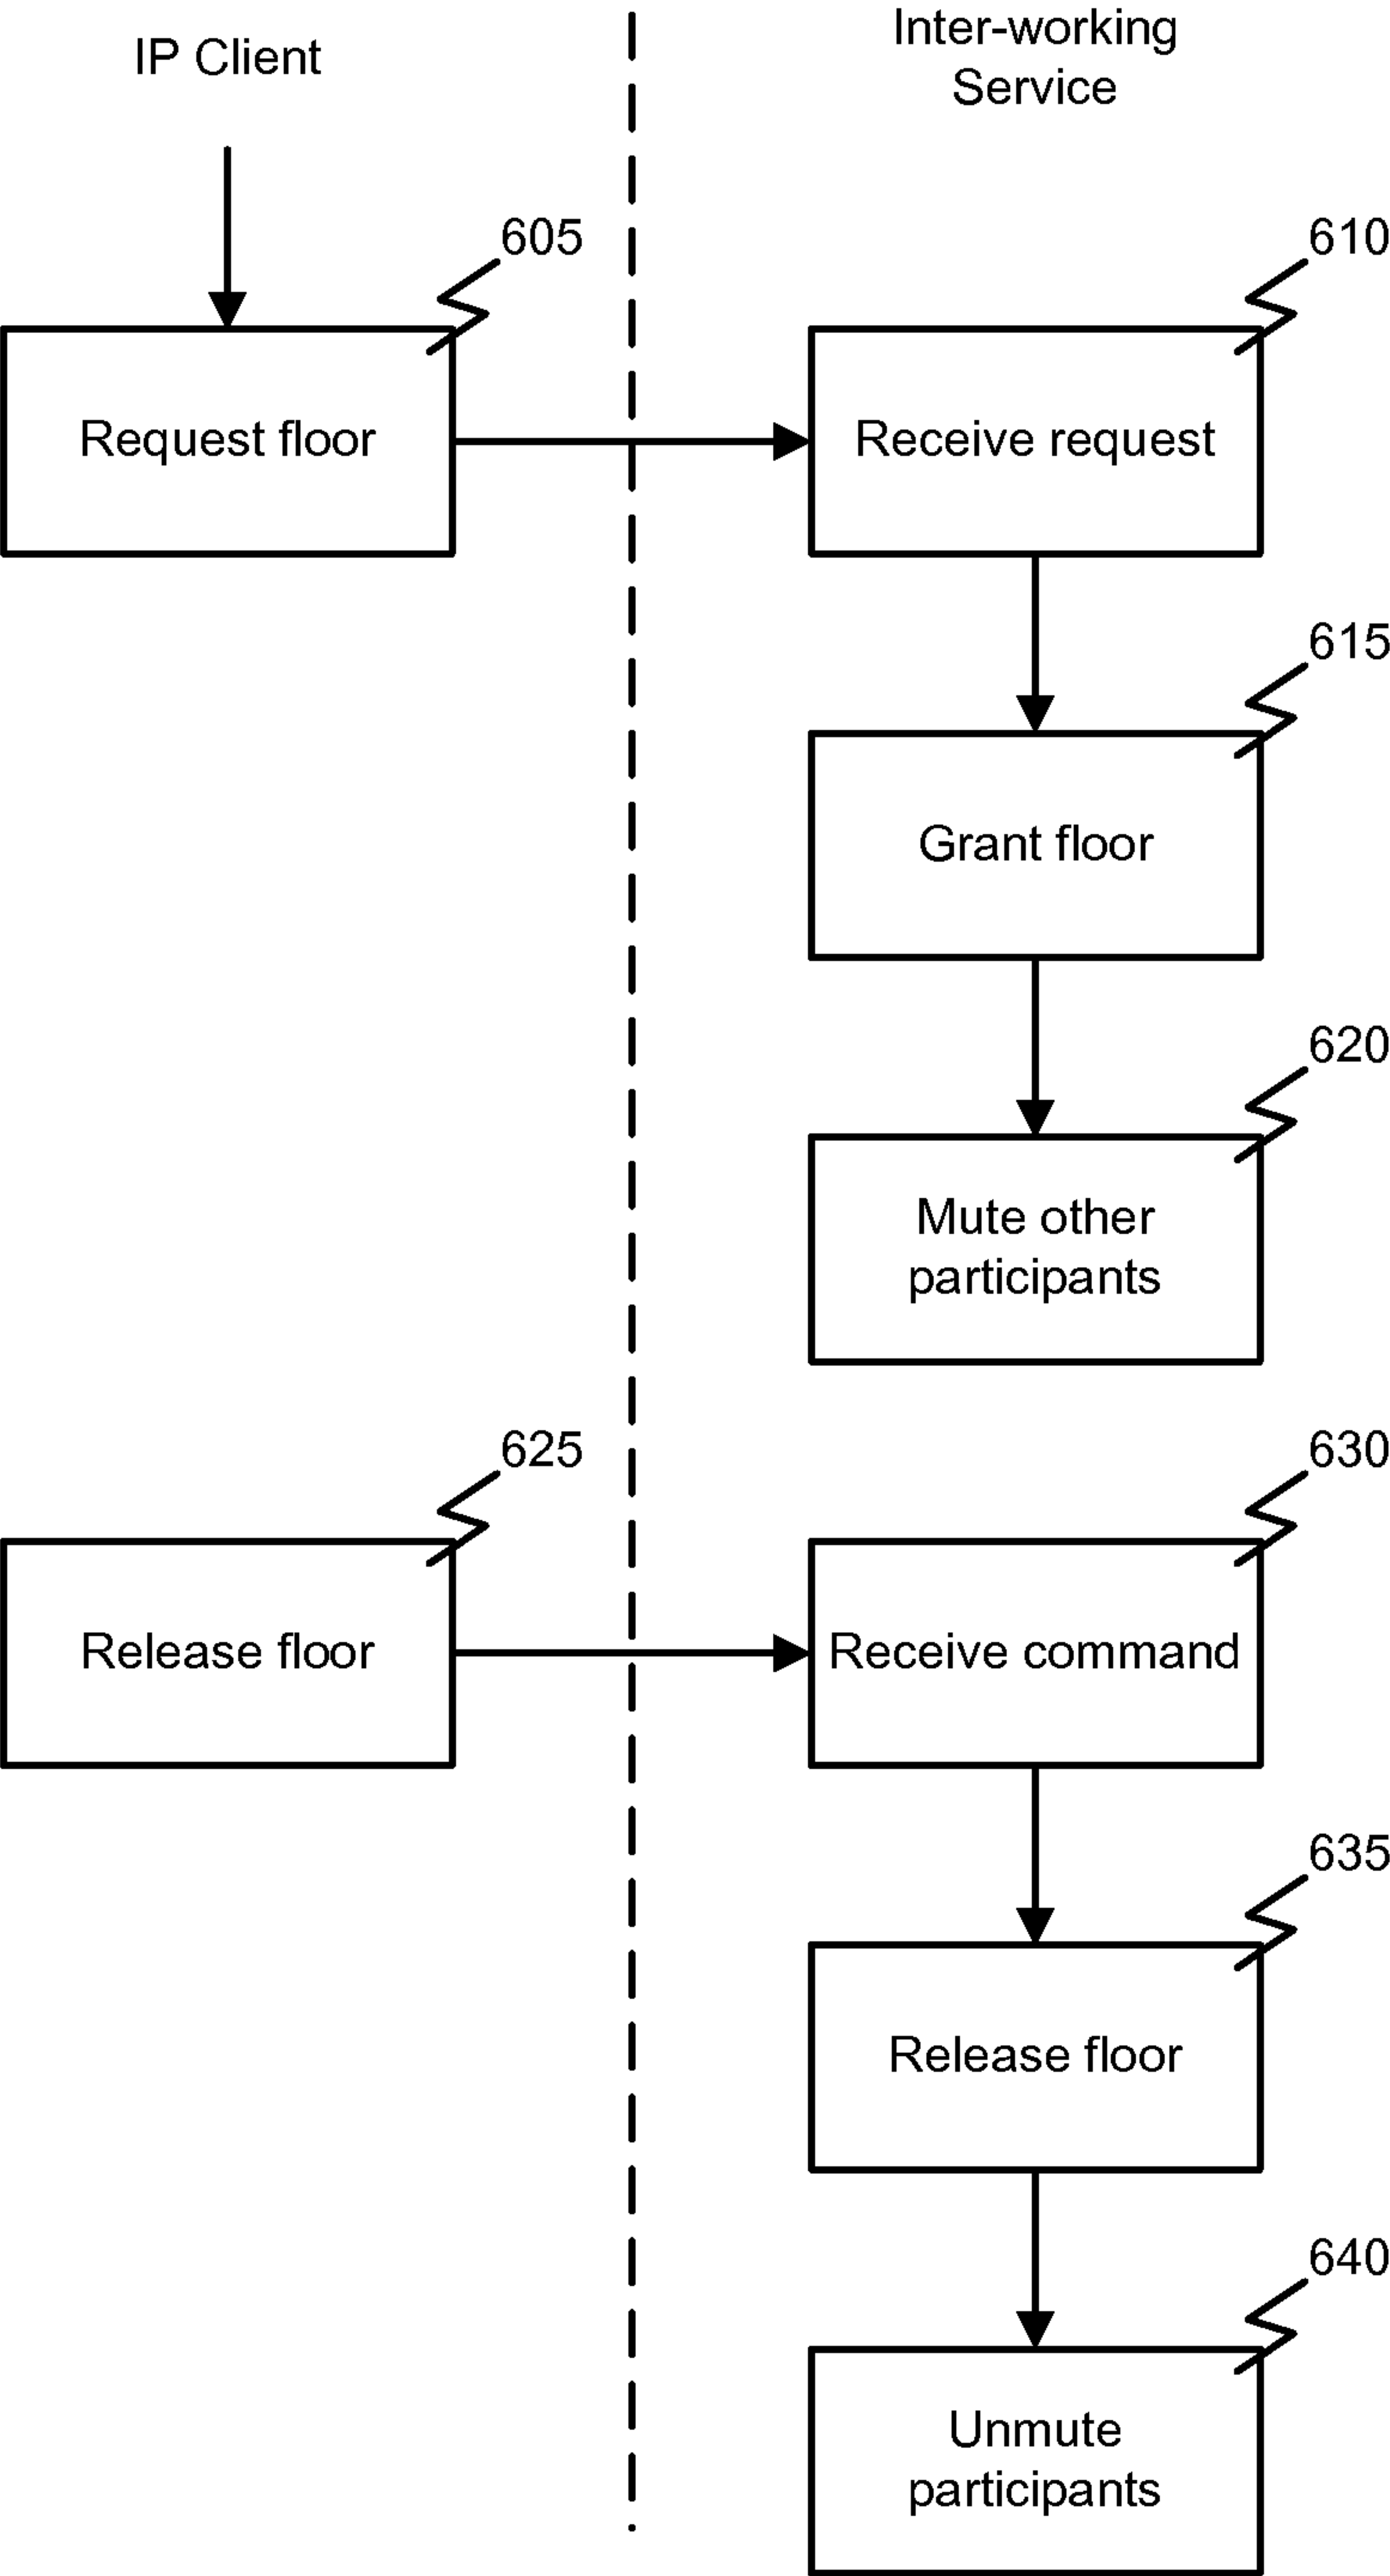 IP Client
Inter-working
Service
605
610
Request floor
Receive request
615
Grant floor
620
Mute other
participants
625
630
Release floor
Receive command
635
Release floor
640
Unmute
participants